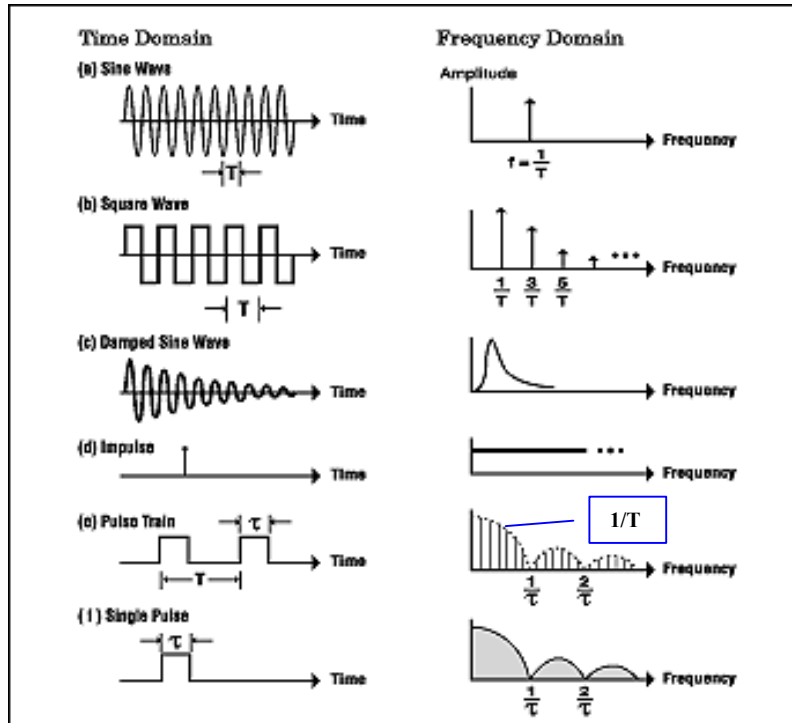 Time Domain
Frequency Domain
(a) Sine Wave
Amplitude
Time
Frequency
T
f = 1/T
(b) Square Wave
Time
Frequency
T
1/T 3/T 5/T
(c) Damped Sine Wave
Time
Frequency
(d) Impulse
Time
Frequency
(e) Pulse Train
τ
1/T
Time
Frequency
T
1/τ 2/τ
(f) Single Pulse
τ
Time
Frequency
1/τ 2/τ